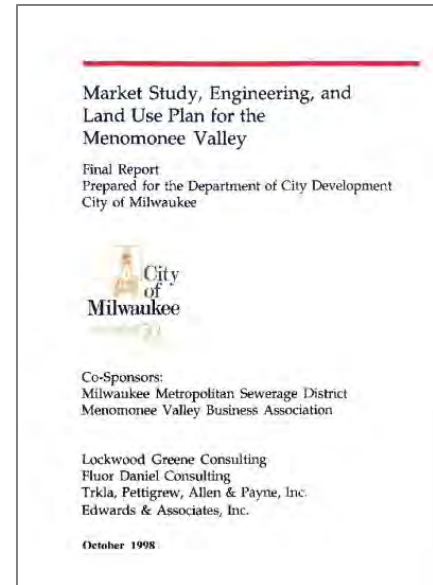 Market Study, Engineering, and
Land Use Plan for the
Menomonee Valley
Final Report
Prepared for the Department of City Development
City of Milwaukee
City
of
Milwaukee
Co-Sponsors:
Milwaukee Metropolitan Sewerage District
Menomonee Valley Business Association
Lockwood Greene Consulting
Fluor Daniel Consulting
Trkla, Pettigrew, Allen & Payne, Inc.
Edwards & Associates, Inc.
October 1998